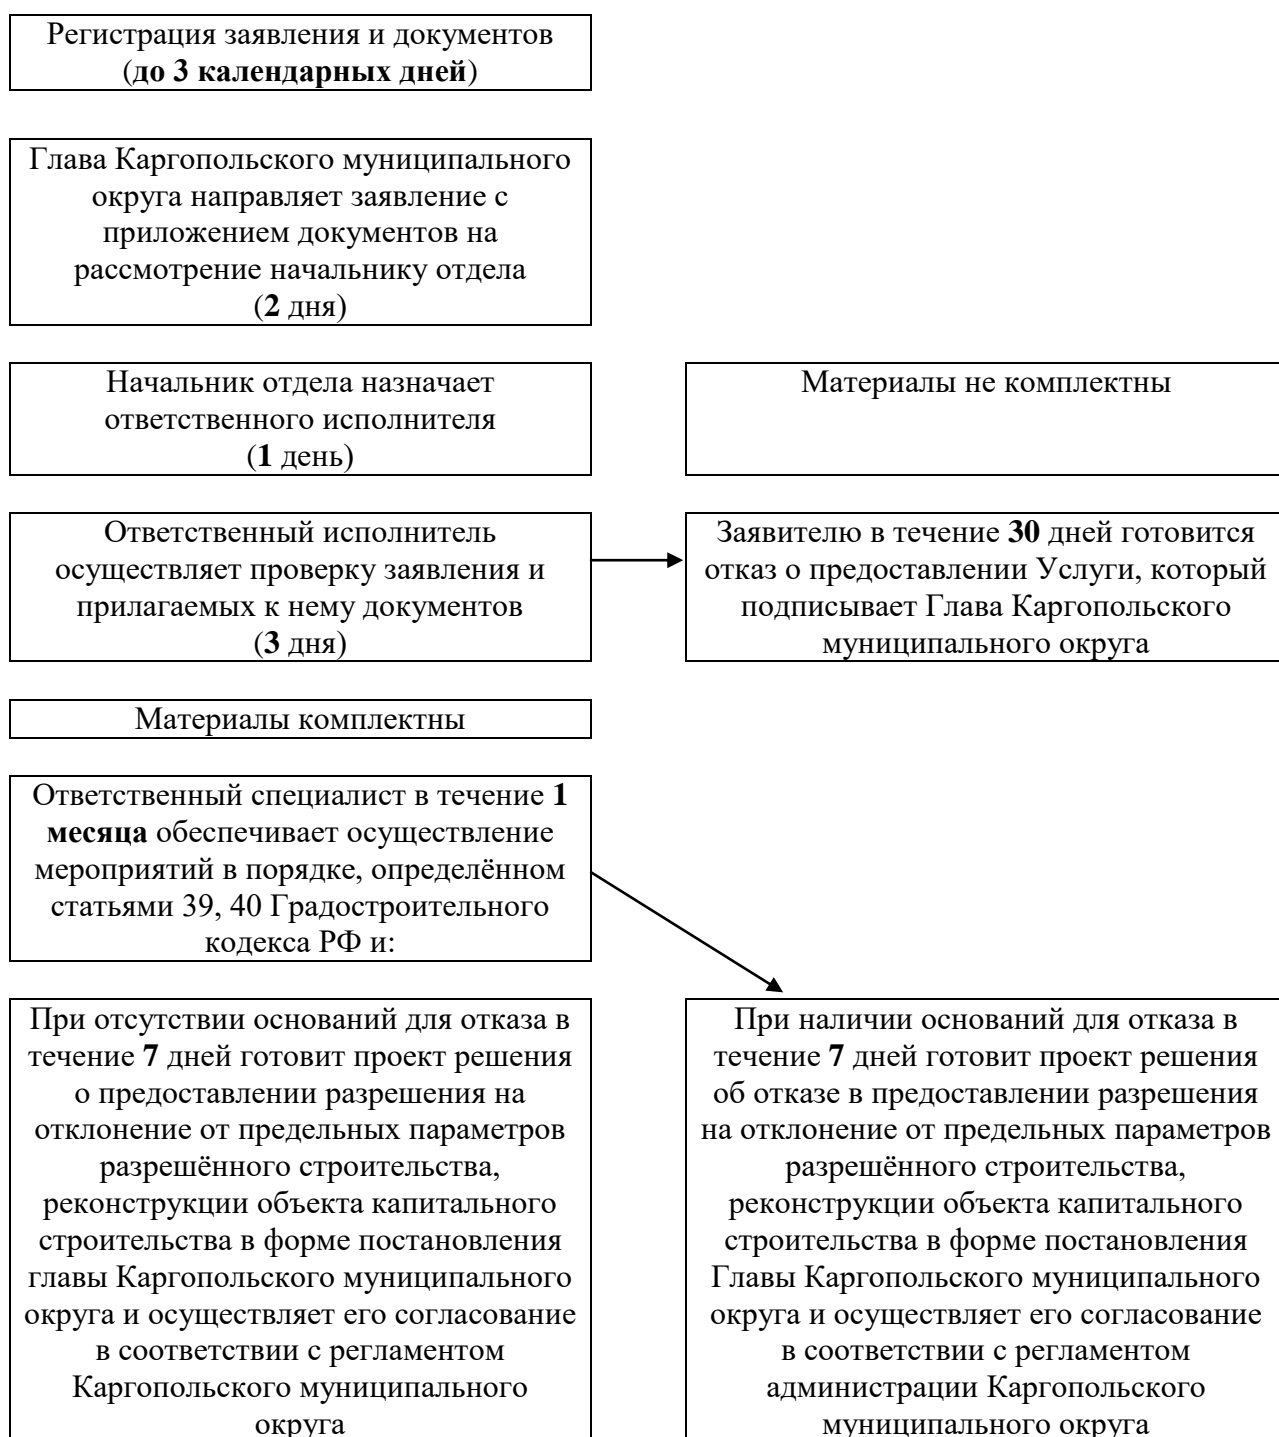 Регистрация заявления и документов
(до 3 календарных дней)
Глава Каргопольского муниципального
округа направляет заявление с
приложением документов на
рассмотрение начальнику отдела
(2 дня)
Начальник отдела назначает
ответственного исполнителя
(1 день)
Материалы не комплектны
Ответственный исполнитель
осуществляет проверку заявления и
прилагаемых к нему документов
(3 дня)
Заявителю в течение 30 дней готовится
отказ о предоставлении Услуги, который
подписывает Глава Каргопольского
муниципального округа
Материалы комплектны
Ответственный специалист в течение 1
месяца обеспечивает осуществление
мероприятий в порядке, определённом
статьями 39, 40 Градостроительного
кодекса РФ и:
При отсутствии оснований для отказа в
течение 7 дней готовит проект решения
о предоставлении разрешения на
отклонение от предельных параметров
разрешённого строительства,
реконструкции объекта капитального
строительства в форме постановления
главы Каргопольского муниципального
округа и осуществляет его согласование
в соответствии с регламентом
Каргопольского муниципального
округа
При наличии оснований для отказа в
течение 7 дней готовит проект решения
об отказе в предоставлении разрешения
на отклонение от предельных параметров
разрешённого строительства,
реконструкции объекта капитального
строительства в форме постановления
Главы Каргопольского муниципального
округа и осуществляет его согласование
в соответствии с регламентом
администрации Каргопольского
муниципального округа